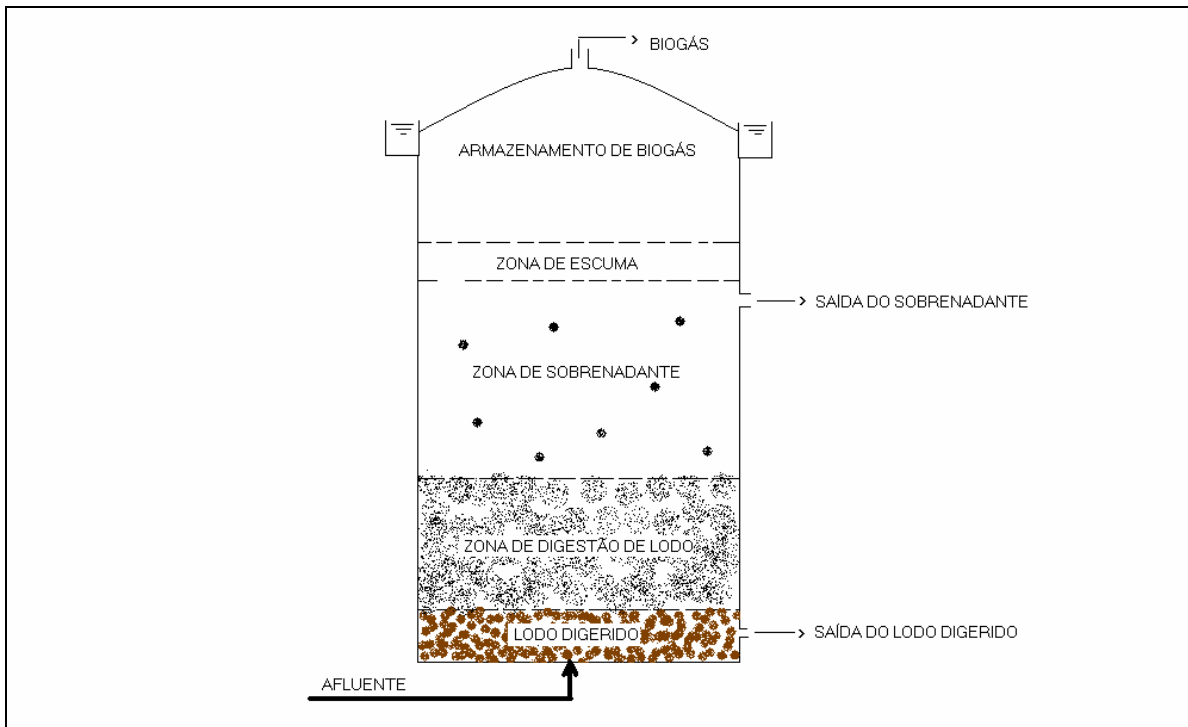 BIOGÁS
ARMAZENAMENTO DE BIOGÁS
ZONA DE ESCUMA
SAÍDA DO SOBRENADANTE
ZONA DE SOBRENADANTE
ZONA DE DIGESTÃO DE LODO
LODO DIGERIDO
SAÍDA DO LODO DIGERIDO
AFLUENTE